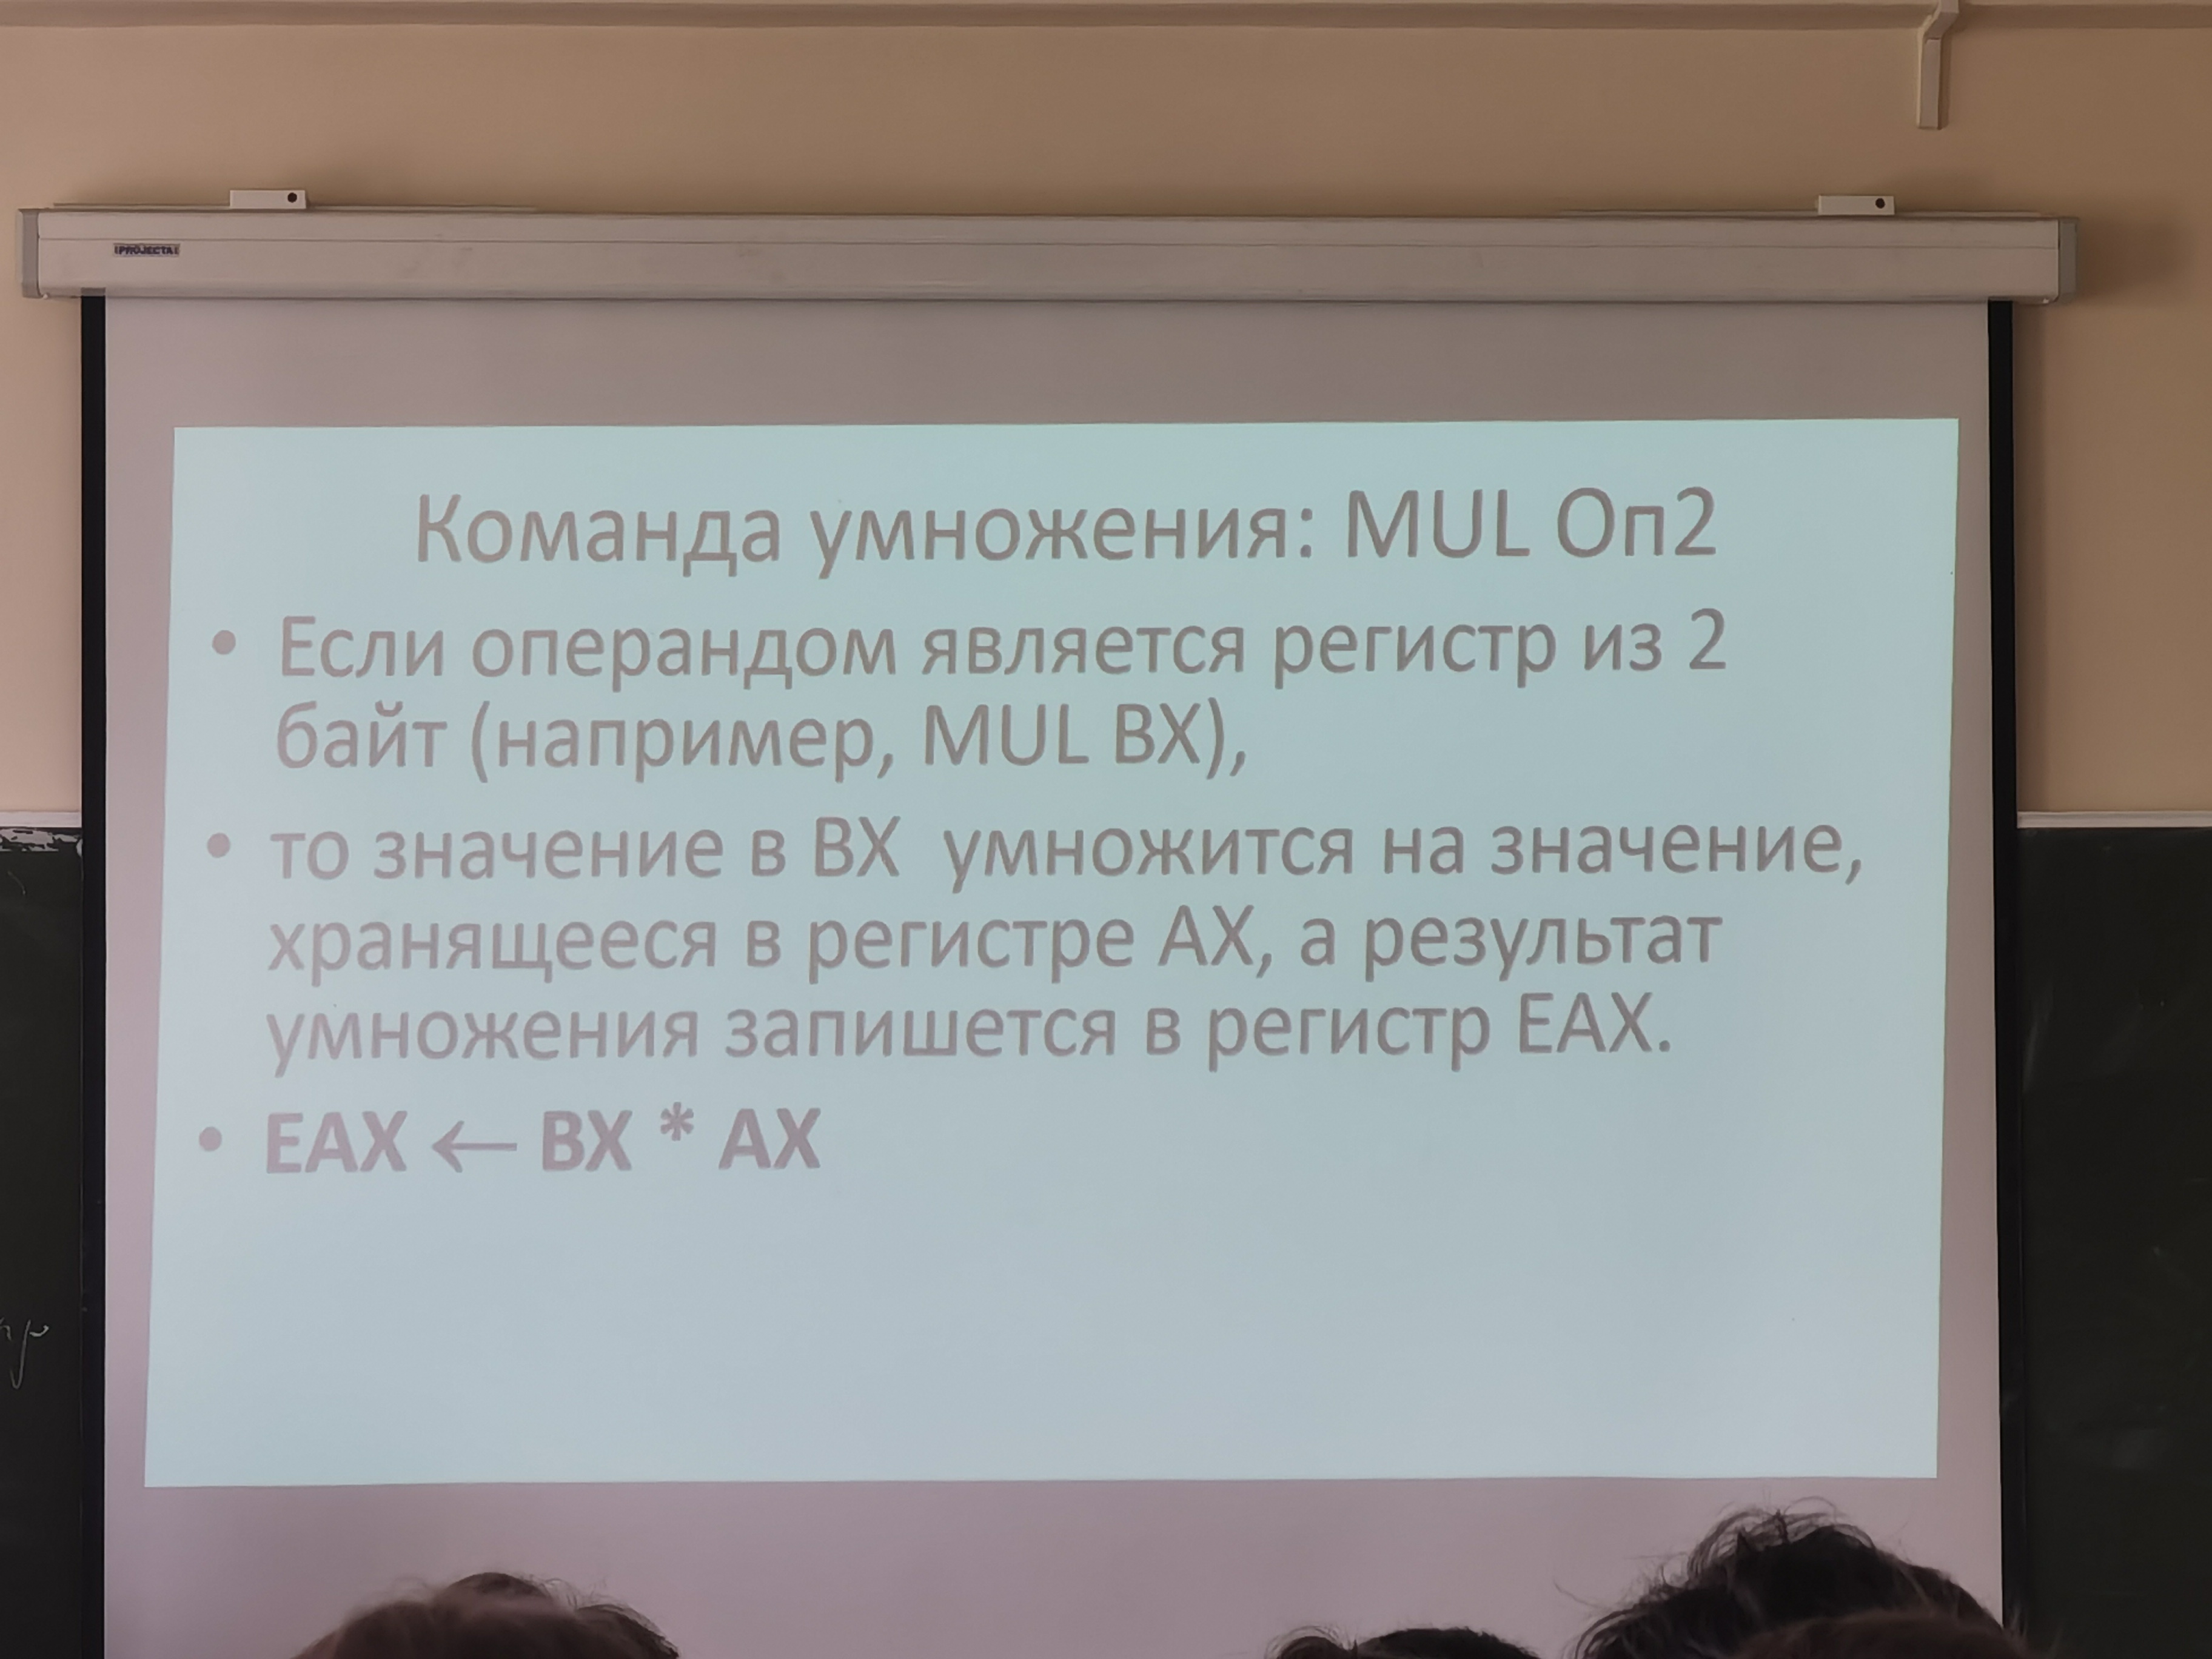 PROJECTA
Команда умножения: MUL Оп2
• Если операндом является регистр из 2
байт (например, MUL BX),
• то значение в BX умножится на значение,
хранящееся в регистре AX, а результат
умножения запишется в регистр EAX.
• EAX ← BX * AX